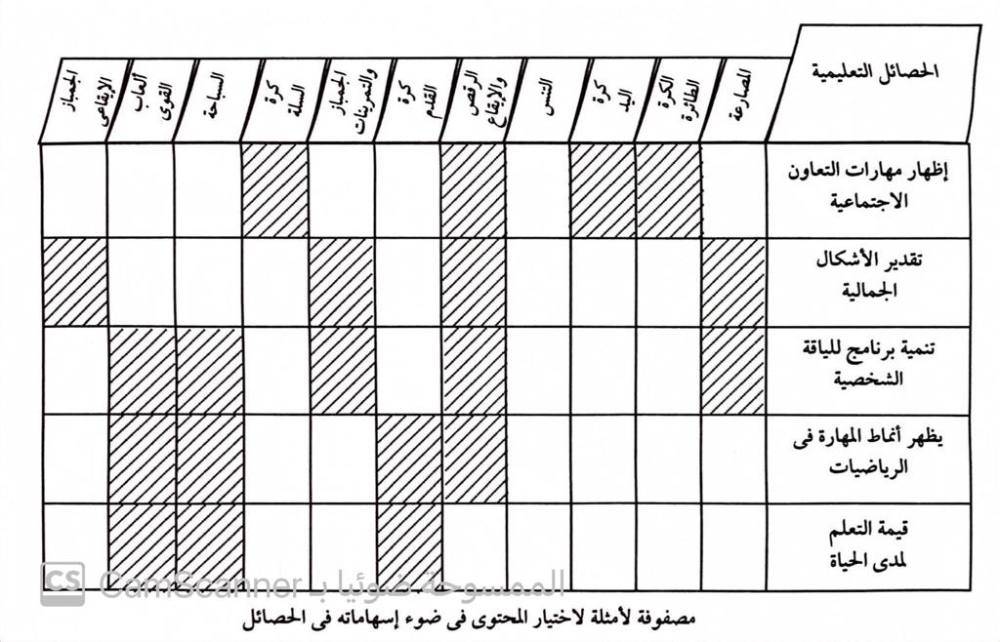 الحصائل التعليمية
المصارعة
الكرة
الطائرة
كرة
اليد
التنس
الرقص
والإيقاع
كرة
القدم
الجمباز
والتمرينات
كرة
السلة
السباحة
ألعاب
القوى
الجمباز
الإيقاعى
إظهار مهارات التعاون
الاجتماعية
تقدير الأشكال
الجمالية
تنمية برنامج للياقة
الشخصية
يظهر أنماط المهارة فى
الرياضيات
قيمة التعلم
لمدى الحياة
CS الممسوحة ضوئيا بـ CamScanner
مصفوفة لأمثلة لاختيار المحتوى فى ضوء إسهاماته فى الحصائل